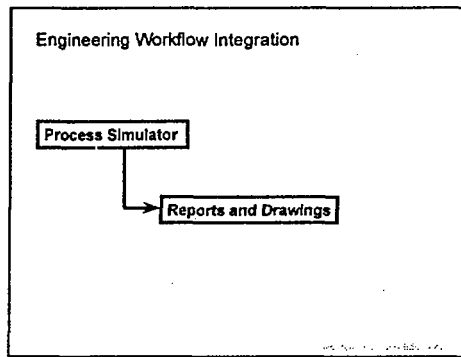 Engineering Workflow Integration
Process Simulator
Reports and Drawings